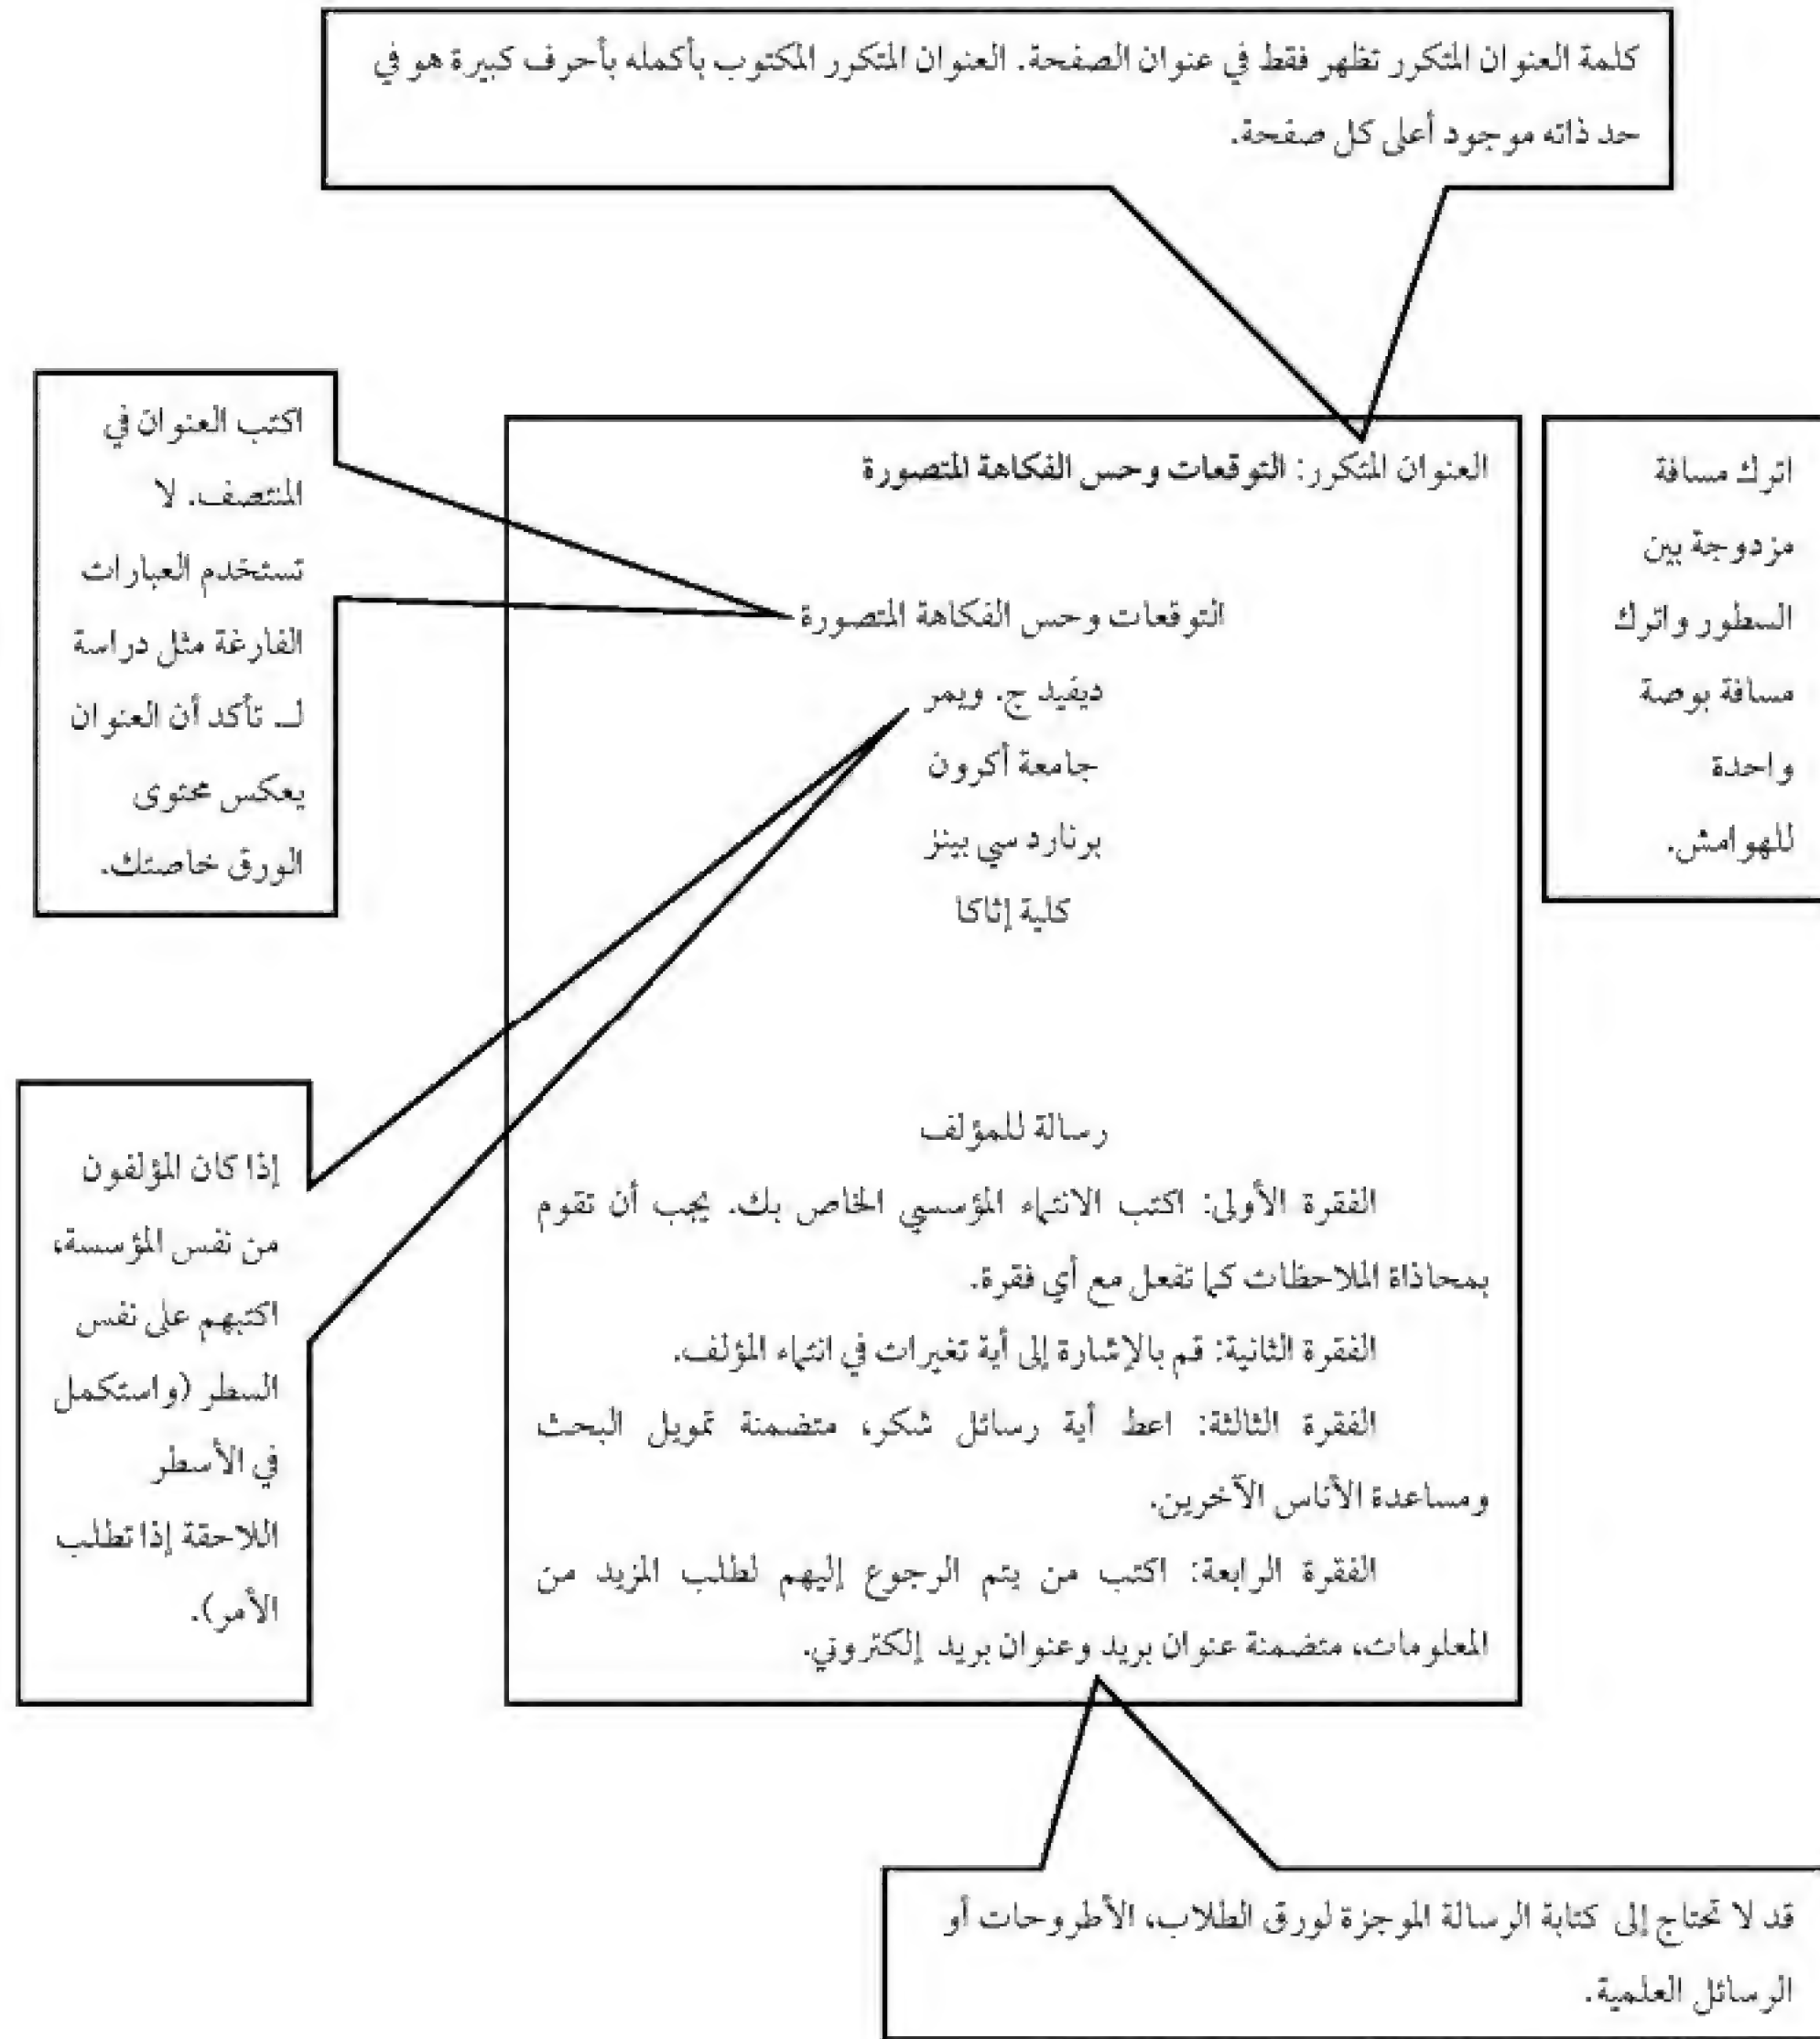 كلمة العنوان المتكرر تظهر فقط في عنوان الصفحة. العنوان المتكرر المكتوب بأكمله بأحرف كبيرة هو في
حد ذاته موجود أعلى كل صفحة.
العنوان المتكرر: التوقعات وحس الفكاهة المتصورة
التوقعات وحس الفكاهة المتصورة
ديفيد ج. ويمر
جامعة أكرون
برنارد سي بينز
كلية إثاكا
رسالة للمؤلف
الفقرة الأولى: اكتب الانتماء المؤسسي الخاص بك. يجب أن تقوم
بمحاذاة الملاحظات كما تفعل مع أي فقرة.
الفقرة الثانية: قم بالإشارة إلى أية تغيرات في انتماء المؤلف.
الفقرة الثالثة: اعط أية رسائل شكر، متضمنة تمويل البحث
ومساعدة الأناس الآخرين.
الفقرة الرابعة: اكتب من يتم الرجوع إليهم لطلب المزيد من
المعلومات، متضمنة عنوان بريد وعنوان بريد إلكتروني.
اترك مسافة
مزدوجة بين
السطور واترك
مسافة بوصة
واحدة
للهوامش.
اكتب العنوان في
المنتصف. لا
تستخدم العبارات
الفارغة مثل دراسة
لـ. تأكد أن العنوان
يعكس محتوى
الورق خاصتك.
إذا كان المؤلفون
من نفس المؤسسة،
اكتبهم على نفس
السطر (واستكمل
في الأسطر
اللاحقة إذا تطلب
الأمر).
قد لا تحتاج إلى كتابة الرسالة الموجزة لورق الطلاب، الأطروحات أو
الرسائل العلمية.